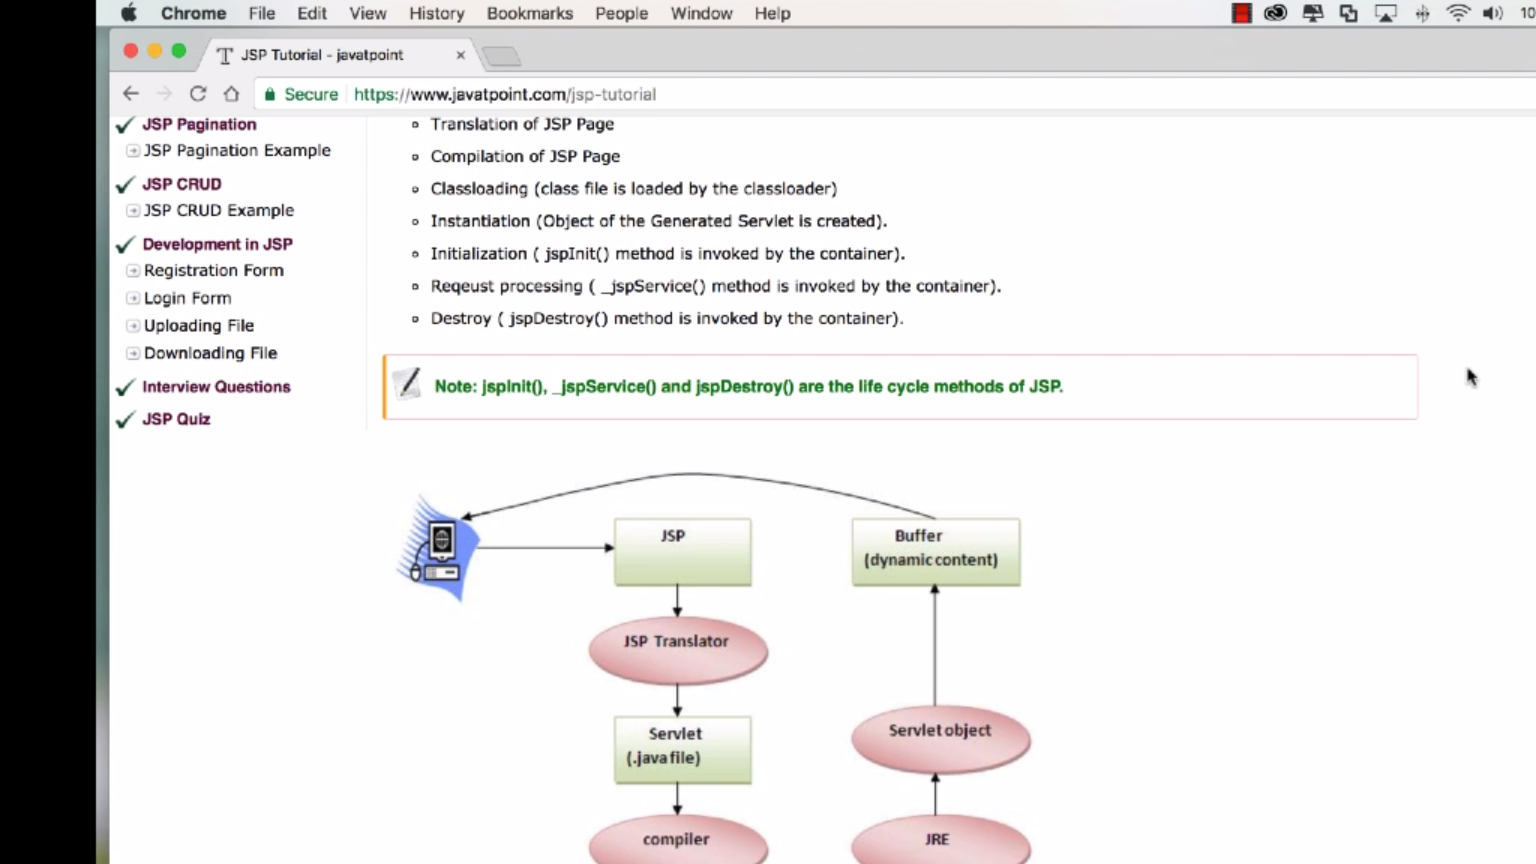 Chrome File Edit View History Bookmarks People Window Help 10
JSP Tutorial - javatpoint
Secure https://www.javatpoint.com/jsp-tutorial
JSP Pagination
JSP Pagination Example
JSP CRUD
JSP CRUD Example
Development in JSP
Registration Form
Login Form
Uploading File
Downloading File
Interview Questions
JSP Quiz
Translation of JSP Page
Compilation of JSP Page
Classloading (class file is loaded by the classloader)
Instantiation (Object of the Generated Servlet is created).
Initialization ( jspInit() method is invoked by the container).
Reqeust processing ( _jspService() method is invoked by the container).
Destroy ( jspDestroy() method is invoked by the container).
Note: jspInit(), _jspService() and jspDestroy() are the life cycle methods of JSP.
JSP
Buffer
(dynamic content)
JSP Translator
Servlet
(.java file)
Servlet object
compiler
JRE